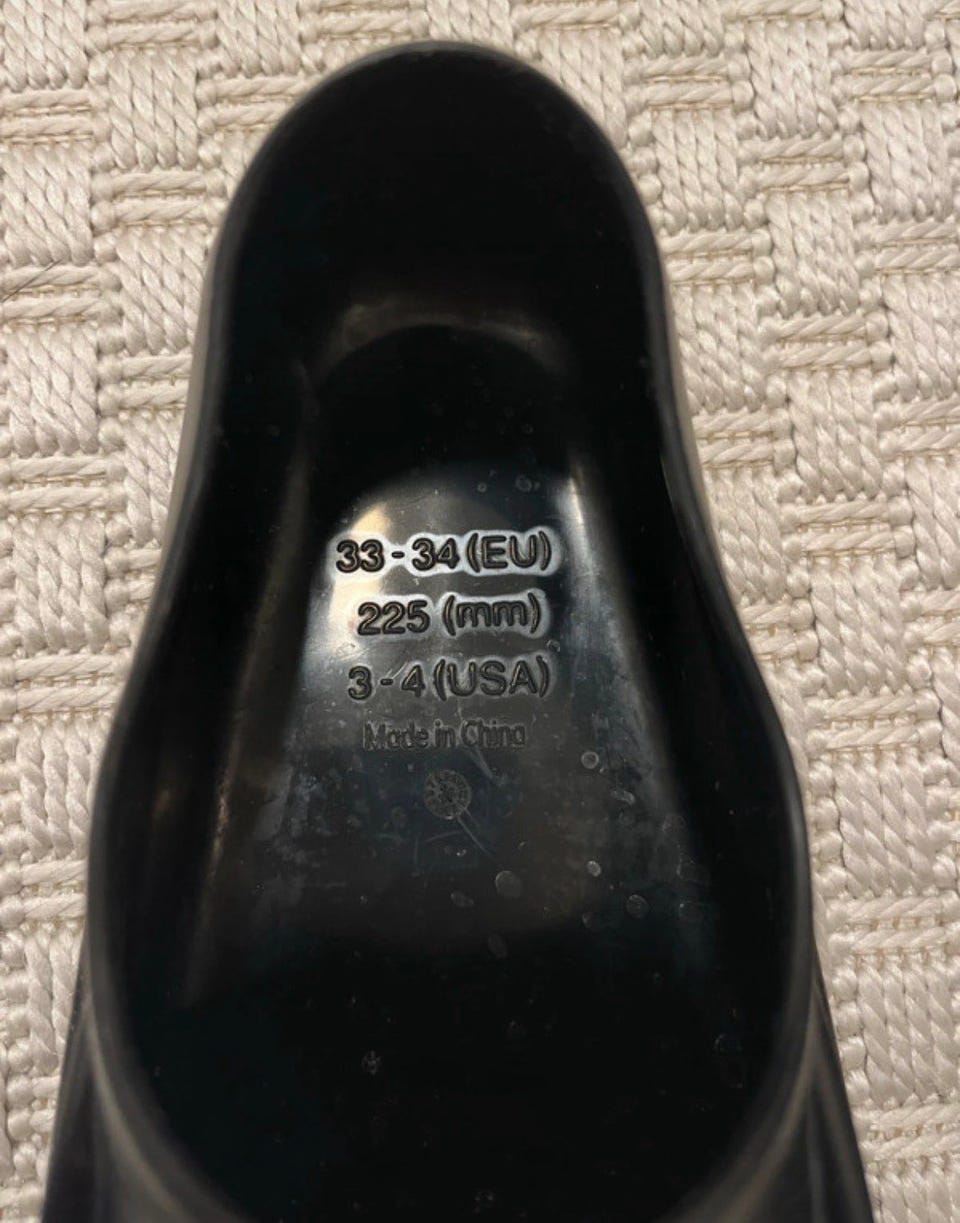 33-34(EU)
225 (mm)
3-4(USA)
Made in China